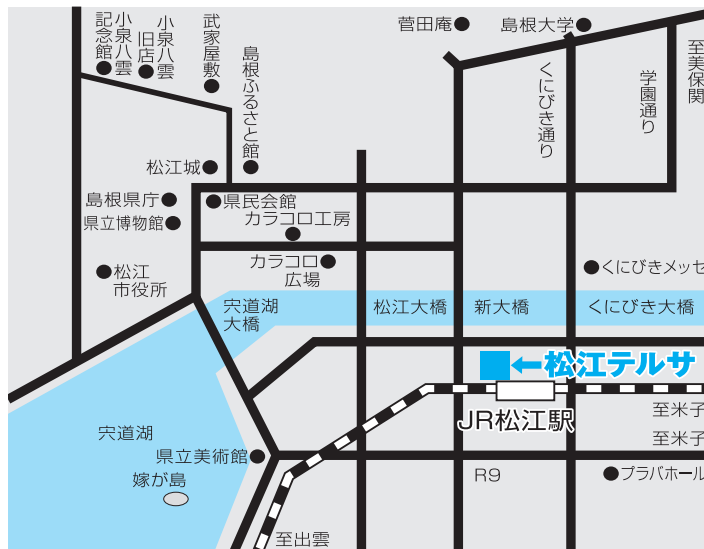 小泉八雲
記念館
小泉八雲
旧店
武家屋敷
島根ふるさと館
菅田庵
島根大学
くにびき通り
学園通り
至美保関
松江城
島根県庁
県民会館
県立博物館
カラコロ工房
カラコロ
広場
松江
市役所
くにびきメッセ
宍道湖
大橋
松江大橋
新大橋
くにびき大橋
←松江テルサ
JR松江駅
至米子
至米子
宍道湖
県立美術館
嫁が島
R9
プラバホール
至出雲